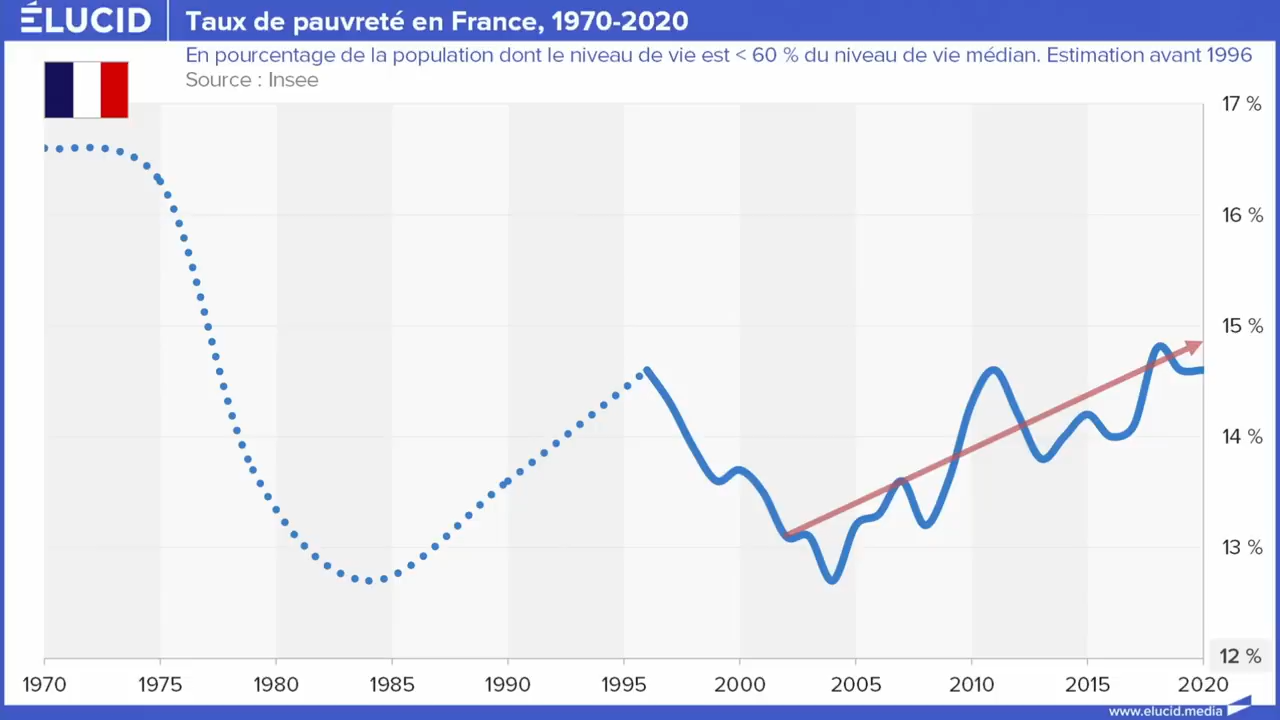 ÉLUCID
Taux de pauvreté en France, 1970-2020
En pourcentage de la population dont le niveau de vie est < 60 % du niveau de vie médian. Estimation avant 1996
Source : Insee
17 %
16 %
15 %
14 %
13 %
12 %
1970 1975 1980 1985 1990 1995 2000 2005 2010 2015 2020
www.elucid.media